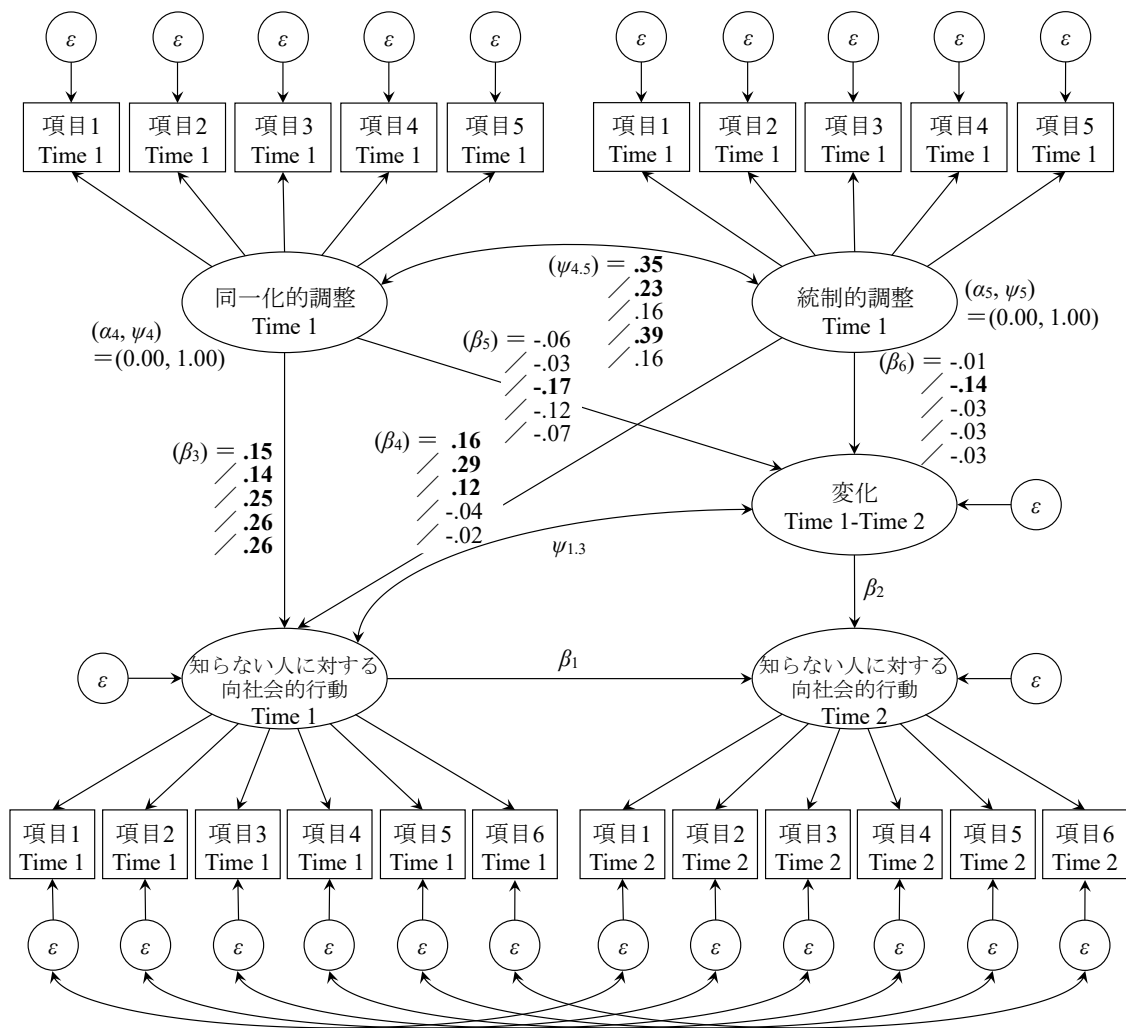 ε ε ε ε ε ε ε ε ε ε
項目1 項目2 項目3 項目4 項目5 項目1 項目2 項目3 項目4 項目5
Time 1 Time 1 Time 1 Time 1 Time 1 Time 1 Time 1 Time 1 Time 1 Time 1
同一化的調整
Time 1
(α4, ψ4)
＝(0.00, 1.00)
(ψ4.5)＝ .35
／ .23
／ .16
／ .39
／ .16
統制的調整
Time 1
(α5, ψ5)
＝(0.00, 1.00)
(β5)＝ -.06
／ -.03
／ -.17
／ -.12
／ -.07
(β6)＝ -.01
／ -.14
／ -.03
／ -.03
／ -.03
(β3)＝ .15
／ .14
／ .25
／ .26
／ .26
(β4)＝ .16
／ .29
／ .12
／ -.04
／ -.02
変化
Time 1-Time 2
ε
ψ1.3
β2
ε
知らない人に対する
向社会的行動
Time 1
β1
知らない人に対する
向社会的行動
Time 2
ε
項目1 項目2 項目3 項目4 項目5 項目6 項目1 項目2 項目3 項目4 項目5 項目6
Time 1 Time 1 Time 1 Time 1 Time 1 Time 1 Time 2 Time 2 Time 2 Time 2 Time 2 Time 2
ε ε ε ε ε ε ε ε ε ε ε ε